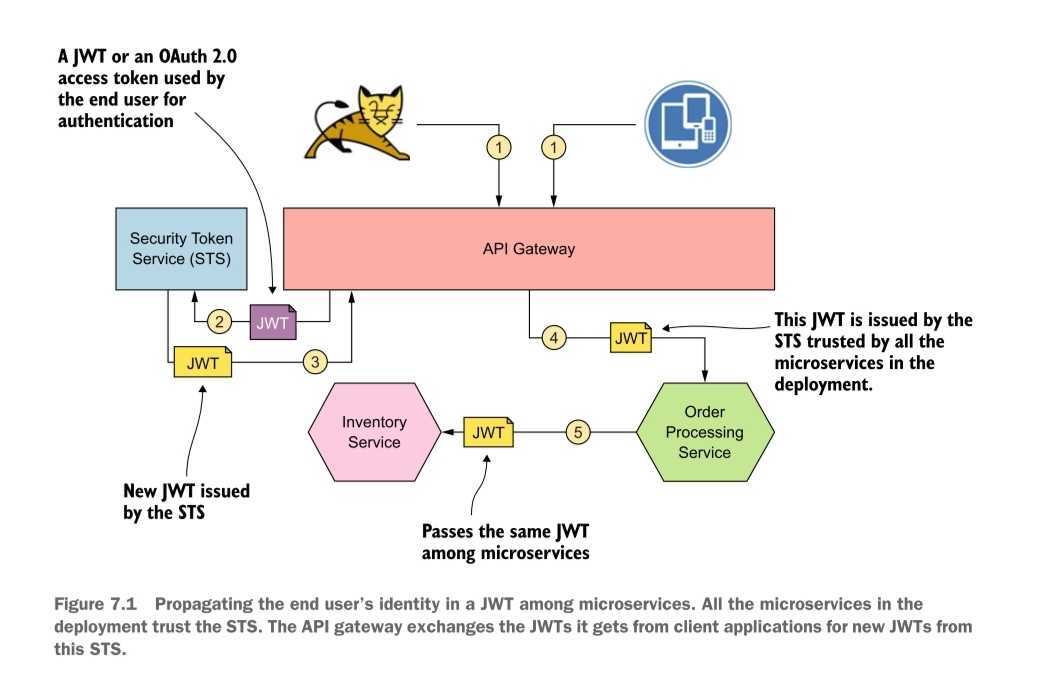 A JWT or an OAuth 2.0
access token used by
the end user for
authentication
1
1
Security Token
Service (STS)
API Gateway
2
JWT
JWT
3
4
JWT
This JWT is issued by the
STS trusted by all the
microservices in the
deployment.
Inventory
Service
JWT
5
Order
Processing
Service
New JWT issued
by the STS
Passes the same JWT
among microservices
Figure 7.1 Propagating the end user's identity in a JWT among microservices. All the microservices in the
deployment trust the STS. The API gateway exchanges the JWTs it gets from client applications for new JWTs from
this STS.